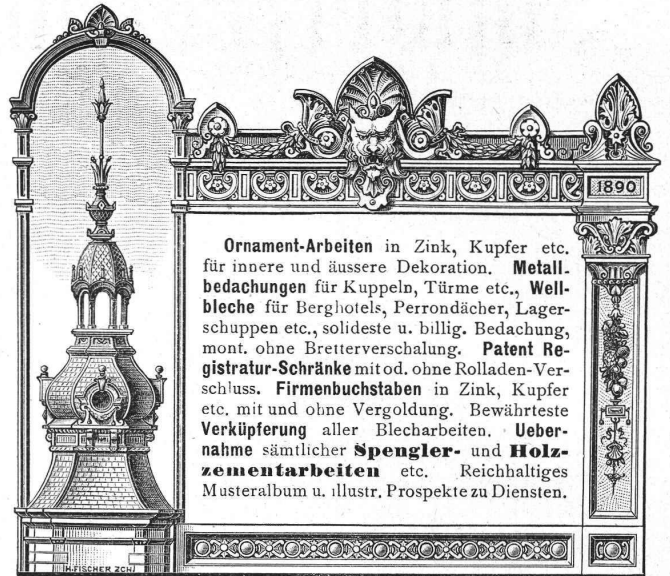 1890
Ornament-Arbeiten in Zink, Kupfer etc.
für innere und äussere Dekoration. Metall-
bedachungen für Kuppeln, Türme etc., Well-
bleche für Berghotels, Perrondächer, Lager-
schuppen etc., solideste u. billig. Bedachung,
mont. ohne Bretterverschalung. Patent Re-
gistratur-Schränke mit od. ohne Rolladen-Ver-
schluss. Firmenbuchstaben in Zink, Kupfer
etc. mit und ohne Vergoldung. Bewährteste
Verküpferung aller Blecharbeiten. Ueber-
nahme sämtlicher Spengler- und Holz-
zementarbeiten etc. Reichhaltiges
Musteralbum u. illustr. Prospekte zu Diensten.
H. FISCHER ZCH.